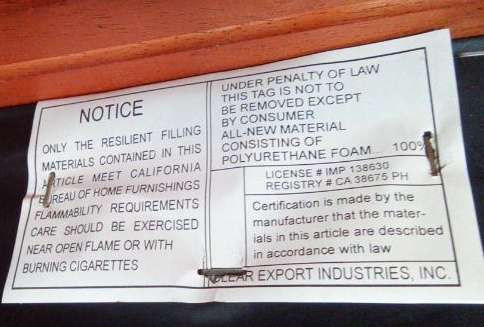 NOTICE
ONLY THE RESILIENT FILLING
MATERIALS CONTAINED IN THIS
ARTICLE MEET CALIFORNIA
BUREAU OF HOME FURNISHINGS
FLAMMABILITY REQUIREMENTS
CARE SHOULD BE EXERCISED
NEAR OPEN FLAME OR WITH
BURNING CIGARETTES
UNDER PENALTY OF LAW
THIS TAG IS NOT TO
BE REMOVED EXCEPT
BY CONSUMER
ALL-NEW MATERIAL
CONSISTING OF
POLYURETHANE FOAM 100%
LICENSE # IMP 138630
REGISTRY # CA 38675 PH
Certification is made by the
manufacturer that the mater-
ials in this article are described
in accordance with law
EXPORT INDUSTRIES, INC.